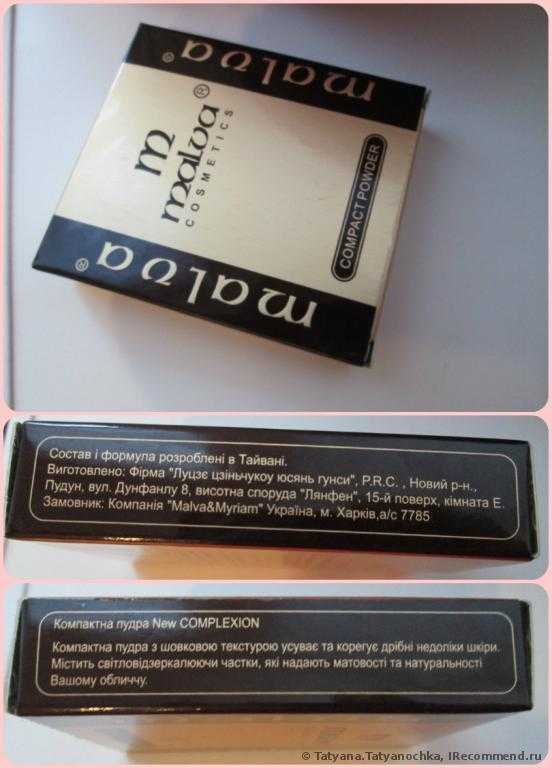 malva®
m
malva®
COSMETICS
COMPACT POWDER
malva®
Состав і формула розроблені в Тайвані.
Виготовлено: Фірма "Луцзє цзіньчукоу юсянь гунси", P.R.C. , Новий р-н.,
Пудун, вул. Дунфанлу 8, висотна споруда "Лянфен", 15-й поверх, кімната Е.
Замовник: Компанія "Malva&Myriam" Україна, м. Харків,а/с 7785
Компактна пудра New COMPLEXION
Компактна пудра з шовковою текстурою усуває та корегує дрібні недоліки шкіри.
Містить світловідзеркалюючи частки, які надають матовості та натуральності
Вашому обличчу.
© Tatyana.Tatyanochka, IRecommend.ru